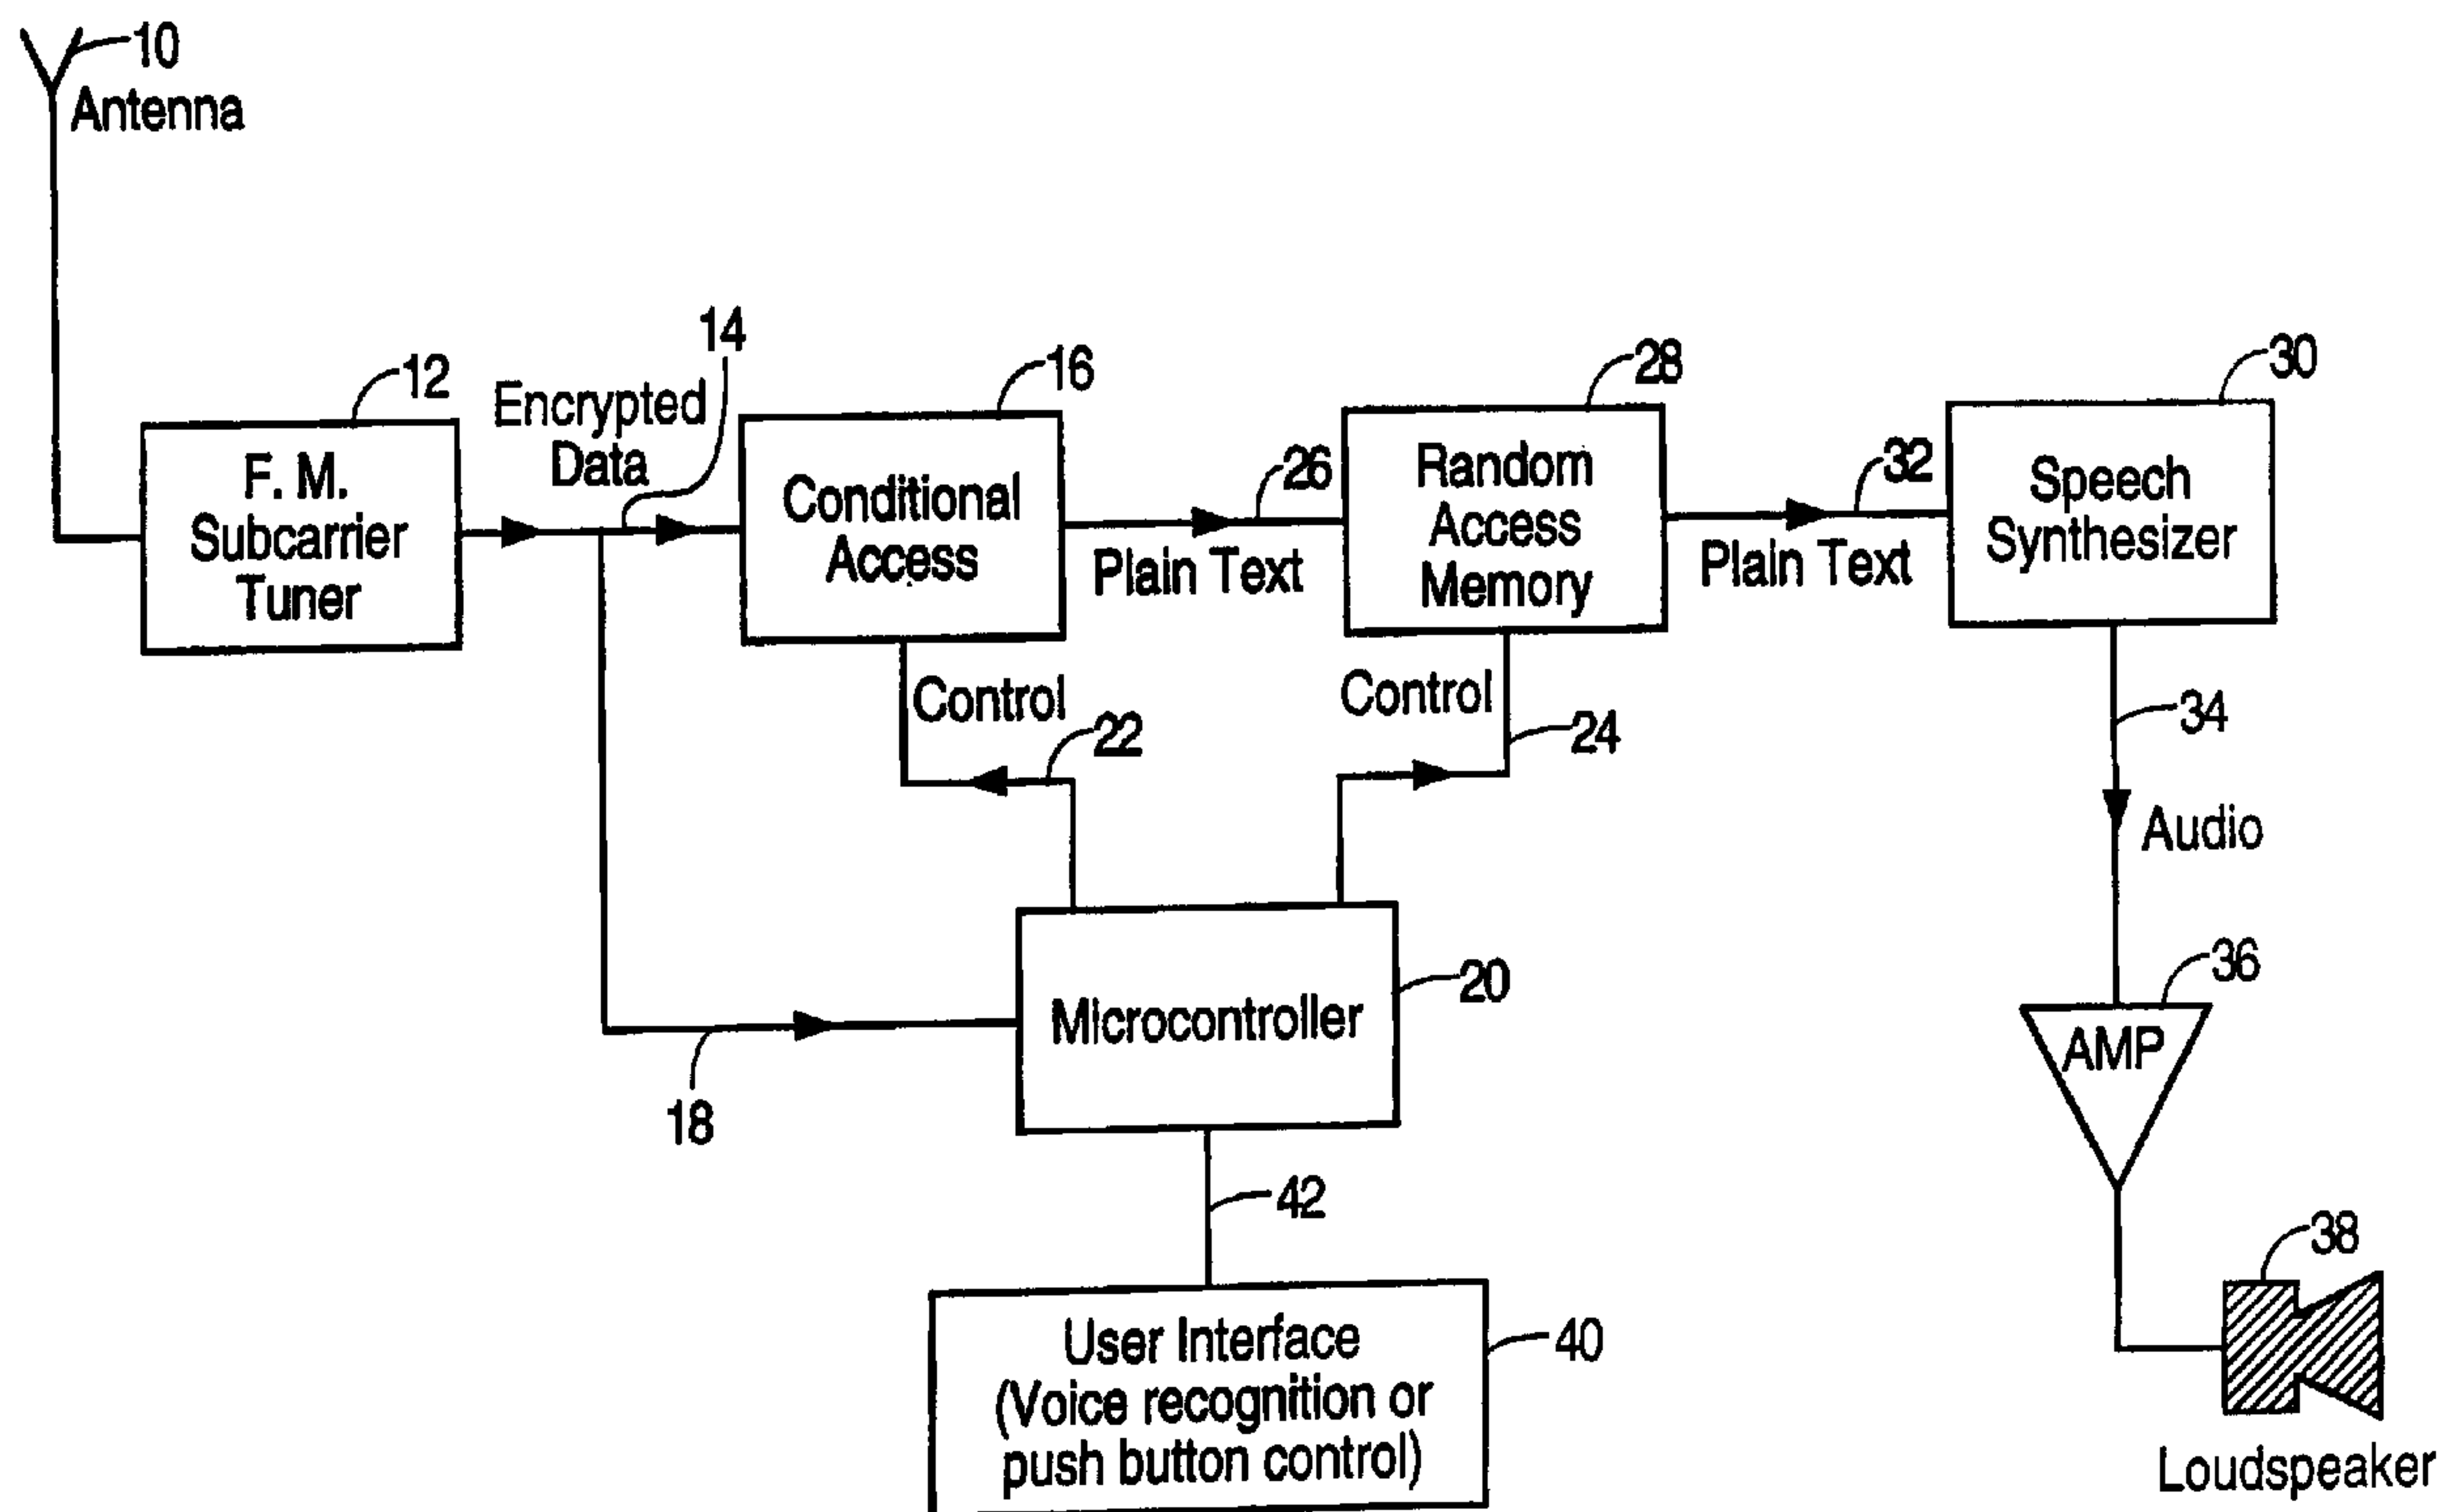 10
Antenna
12
F. M.
Subcarrier
Tuner
Encrypted
Data
14
16
Conditional
Access
26
Plain Text
28
Random
Access
Memory
32
Plain Text
30
Speech
Synthesizer
Control
22
Control
24
34
Audio
18
Microcontroller
20
36
AMP
42
38
Loudspeaker
User Interface
(Voice recognition or
push button control)
40